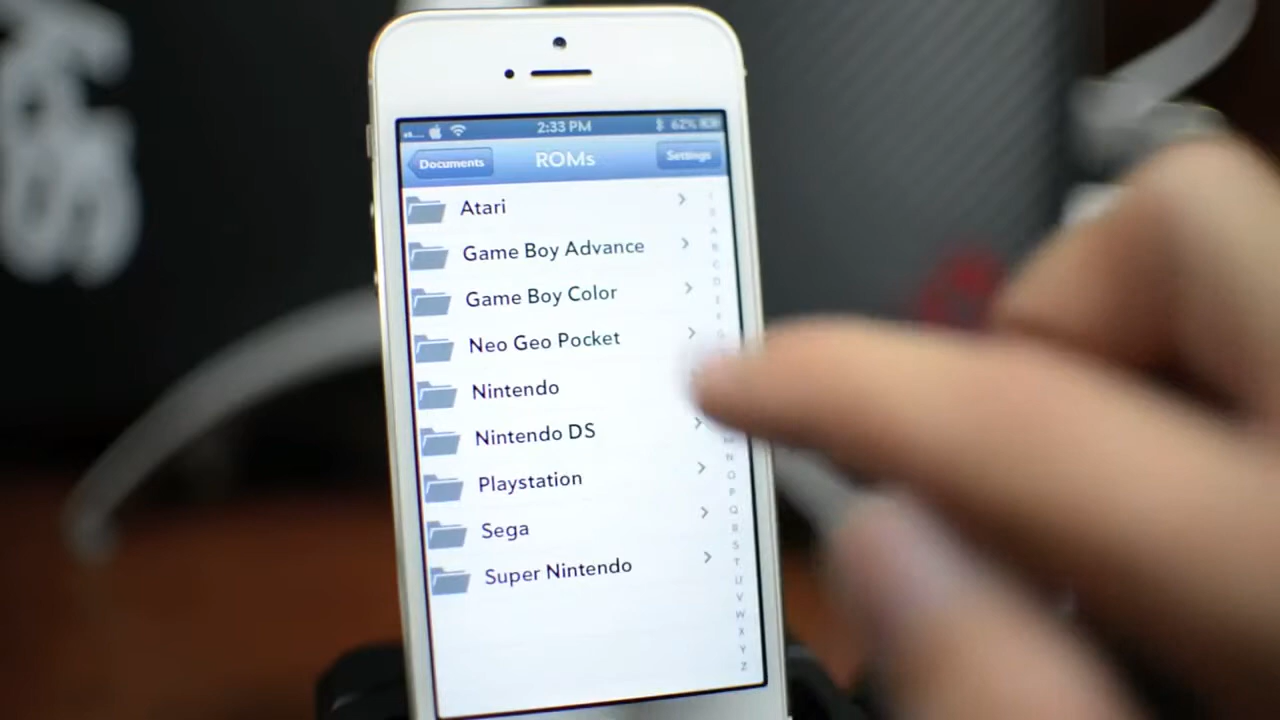 2:33 PM
62%
Documents
ROMs
Settings
Atari
Game Boy Advance
Game Boy Color
Neo Geo Pocket
Nintendo
Nintendo DS
Playstation
Sega
Super Nintendo
A
B
C
D
E
N
O
P
Q
R
S
T
U
V
W
X
Y
Z